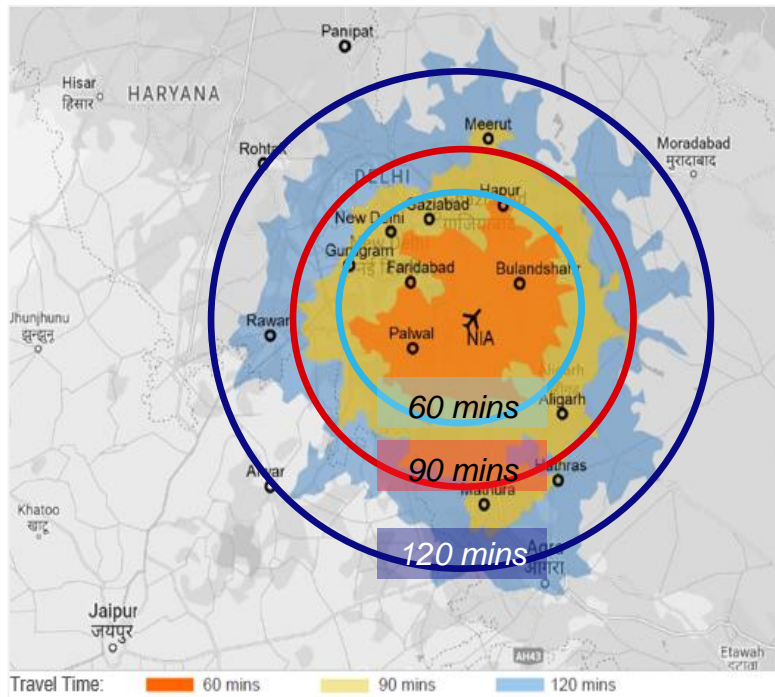 Panipat
Hisar
हिसार
HARYANA
Meerut
Rohtak
Moradabad
मुरादाबाद
DELHI
Hapur
Gaziabad
गाजियाबाद
New Delhi
Gurugram
Faridabad
Bulandshahr
Jhunjhunu
झुन्झुनू
Rewari
NIA
Palwal
Aligarh
60 mins
Aligarh
90 mins
Hathras
Alwar
Mathura
Khatoo
खाटू
120 mins
Agra
आगरा
Jaipur
जयपुर
AH43
Etawah
इटावा
Travel Time: 60 mins 90 mins 120 mins